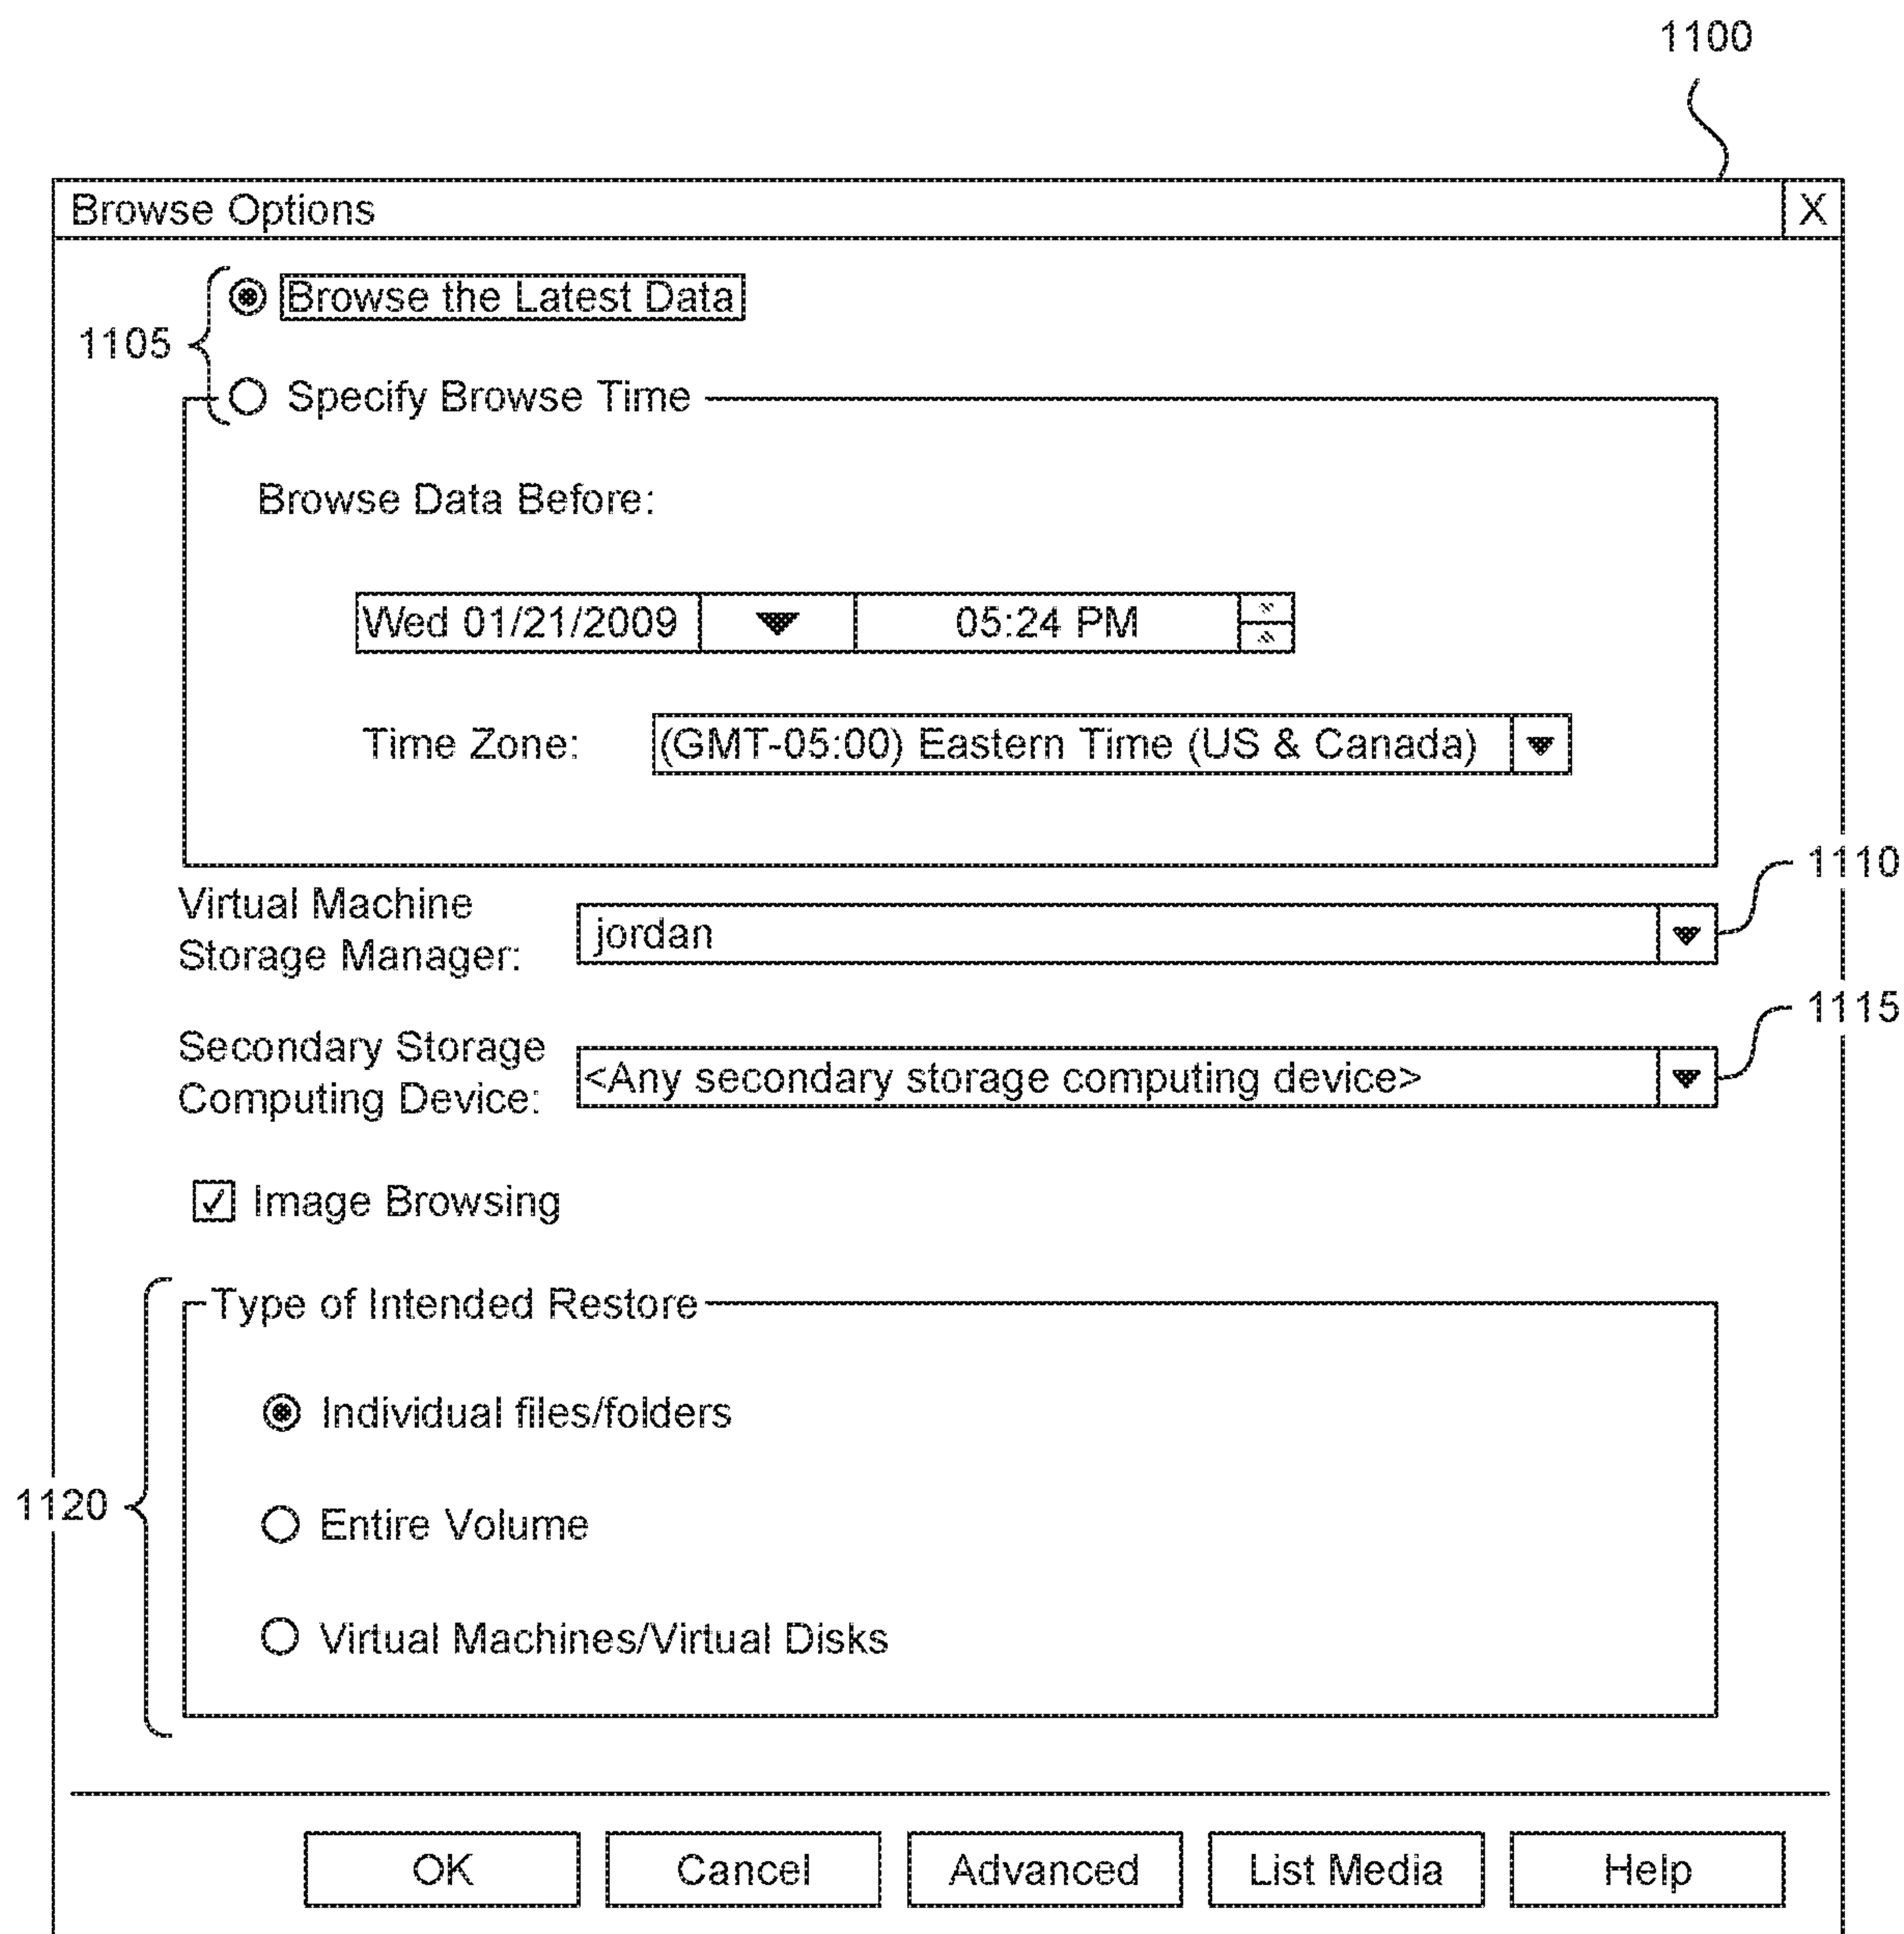 1100
Browse Options X
Browse the Latest Data
1105
Specify Browse Time
Browse Data Before:
Wed 01/21/2009 05:24 PM
Time Zone: (GMT-05:00) Eastern Time (US & Canada)
1110
Virtual Machine
Storage Manager: jordan
1115
Secondary Storage
Computing Device: <Any secondary storage computing device>
Image Browsing
Type of Intended Restore
Individual files/folders
1120
Entire Volume
Virtual Machines/Virtual Disks
OK Cancel Advanced List Media Help